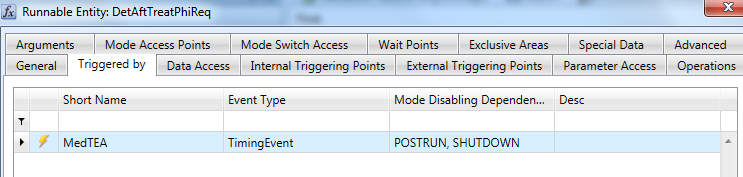 Runnable Entity: DetAftTreatPhiReq
Arguments Mode Access Points Mode Switch Access Wait Points Exclusive Areas Special Data Advanced
General Triggered by Data Access Internal Triggering Points External Triggering Points Parameter Access Operations
Short Name Event Type Mode Disabling Dependen... Desc
MedTEA TimingEvent POSTRUN, SHUTDOWN